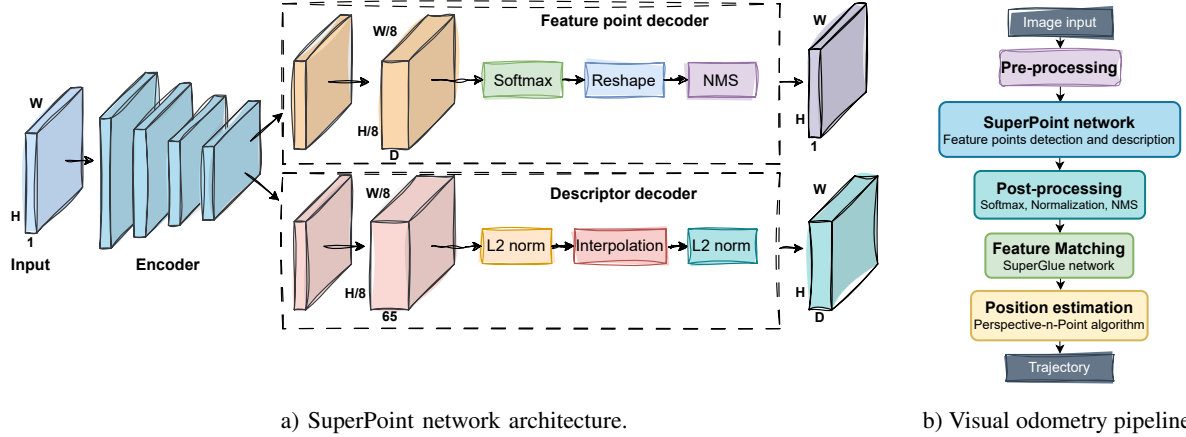 Feature point decoder
W/8
H/8
D
Softmax
Reshape
NMS
W
H
1
W
H
1
Input
Encoder
Descriptor decoder
W/8
H/8
65
L2 norm
Interpolation
L2 norm
W
H
D
a) SuperPoint network architecture.
Image input
Pre-processing
SuperPoint network
Feature points detection and description
Post-processing
Softmax, Normalization, NMS
Feature Matching
SuperGlue network
Position estimation
Perspective-n-Point algorithm
Trajectory
b) Visual odometry pipeline